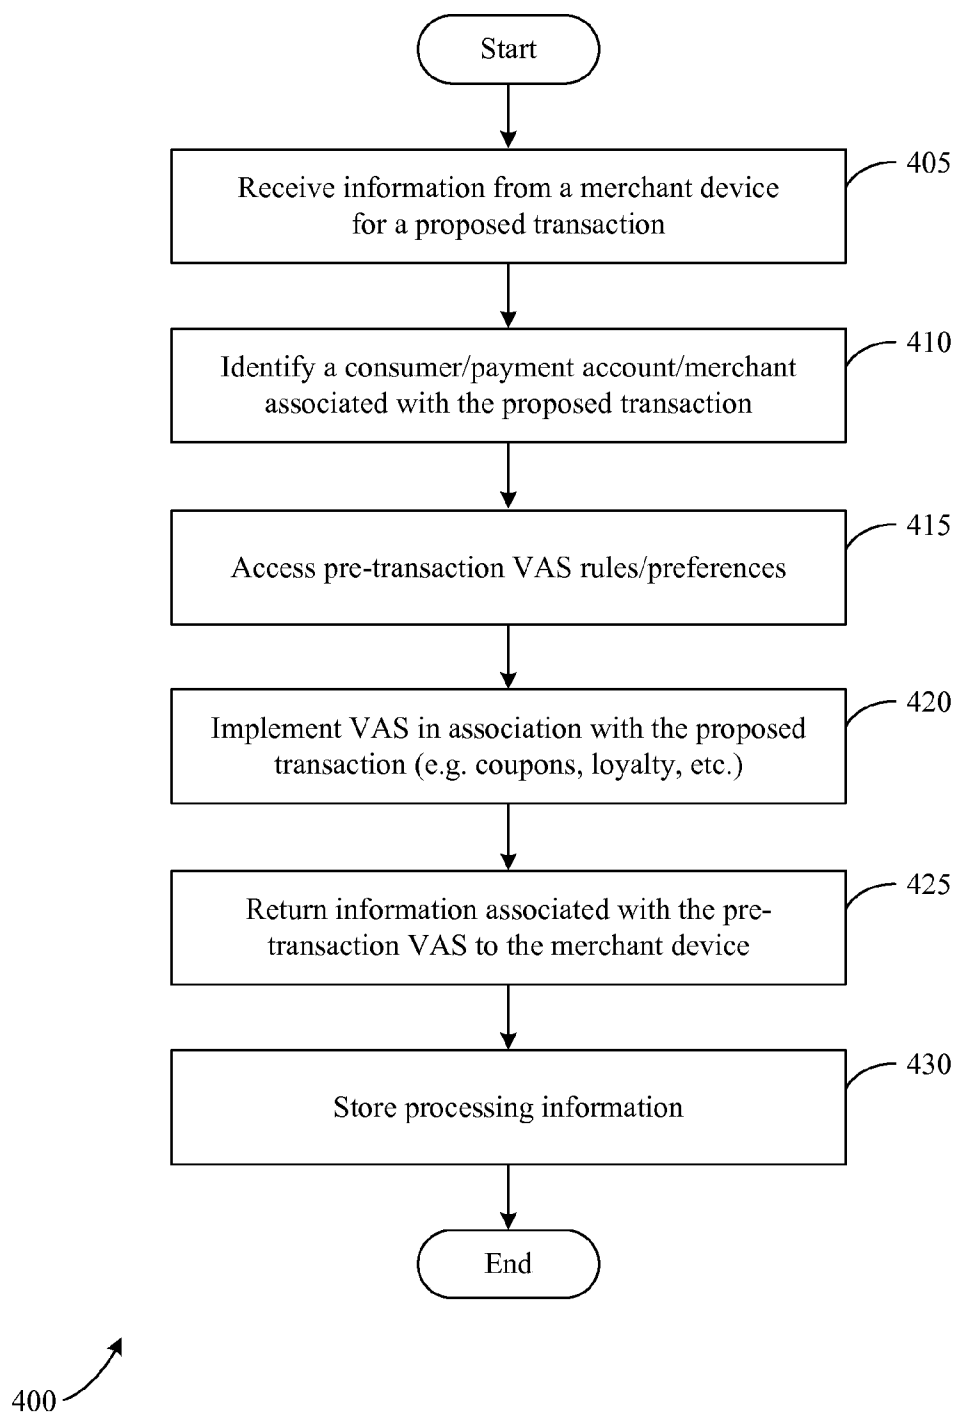 Start
405
Receive information from a merchant device
for a proposed transaction
410
Identify a consumer/payment account/merchant
associated with the proposed transaction
415
Access pre-transaction VAS rules/preferences
420
Implement VAS in association with the proposed
transaction (e.g. coupons, loyalty, etc.)
425
Return information associated with the pre-
transaction VAS to the merchant device
430
Store processing information
End
400